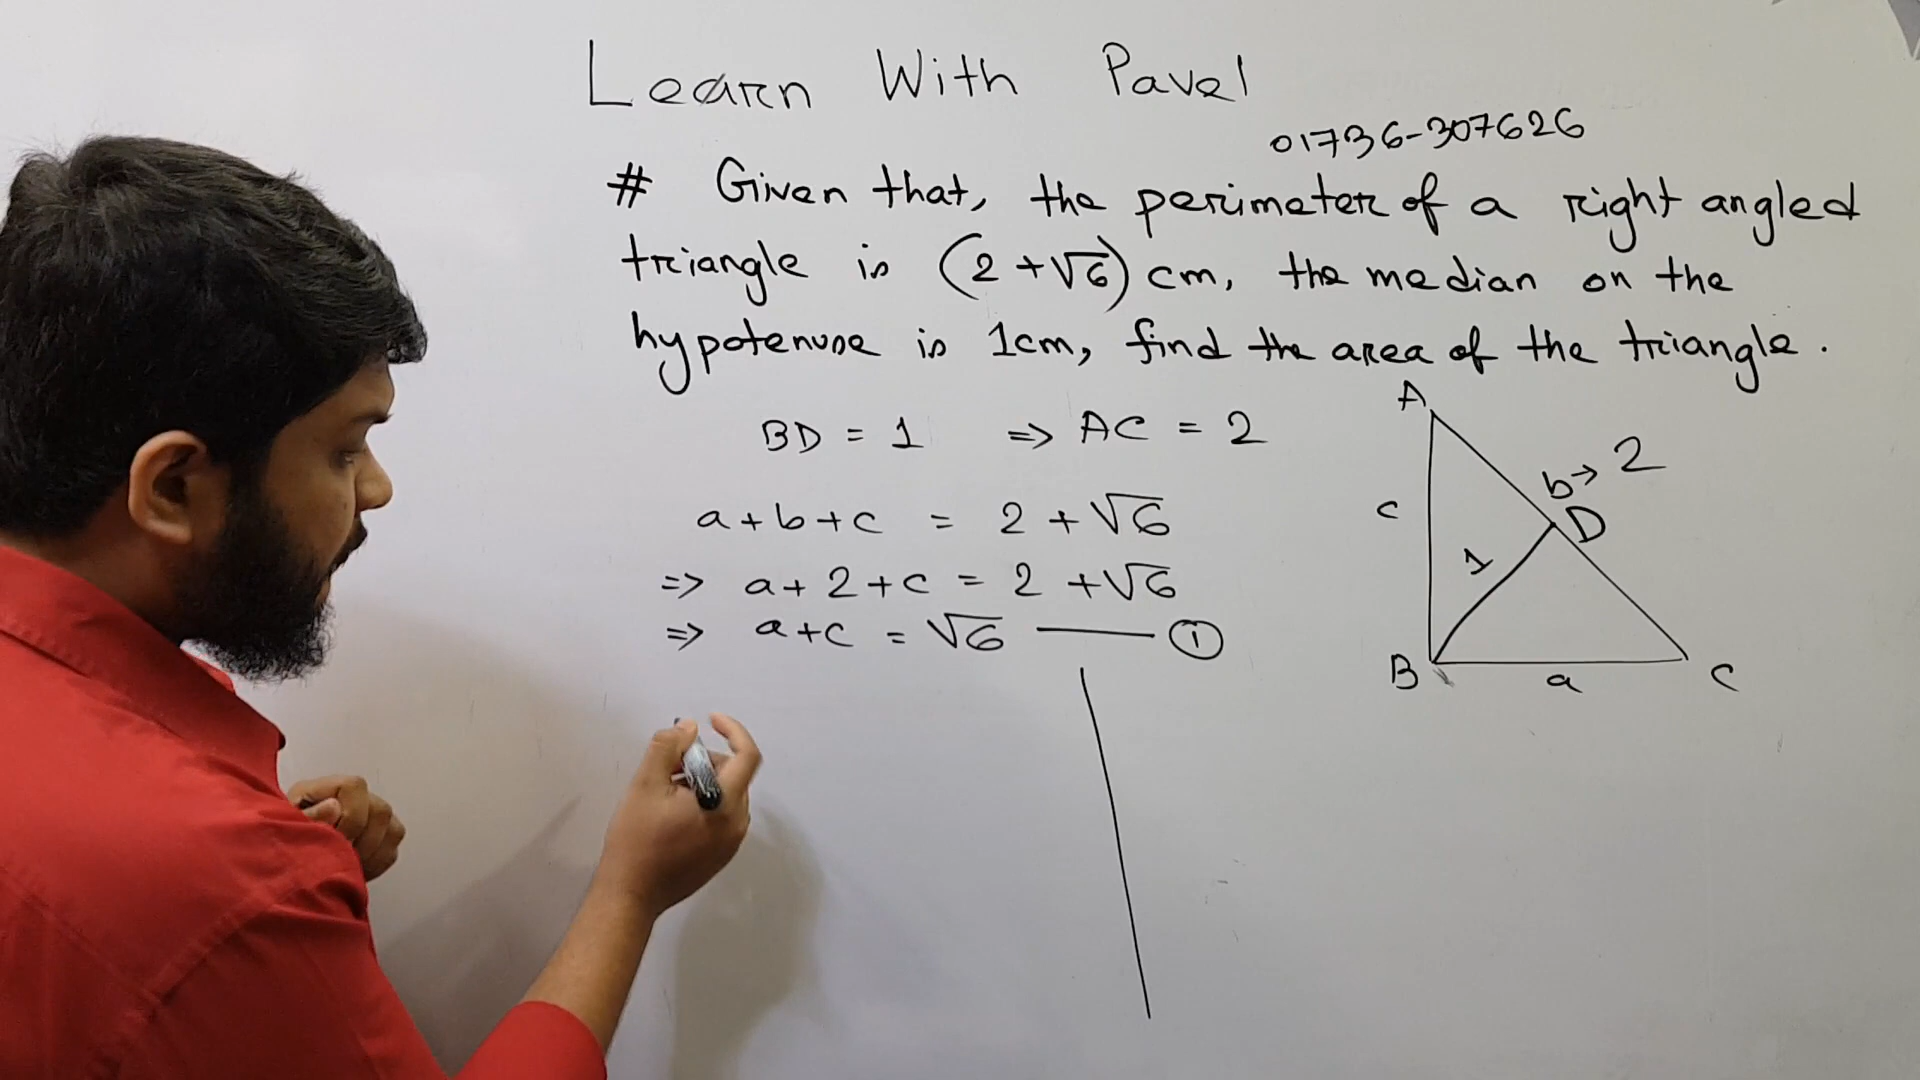 Learn With Pavel
01736-307626
# Given that, the perimeter of a right angled
triangle is (2 + √6) cm, the median on the
hypotenuse is 1cm, find the area of the triangle.
BD = 1 ⇒ AC = 2
a + b + c = 2 + √6
⇒ a + 2 + c = 2 + √6
⇒ a + c = √6 —— ①
A
b → 2
c
D
1
B
a
C